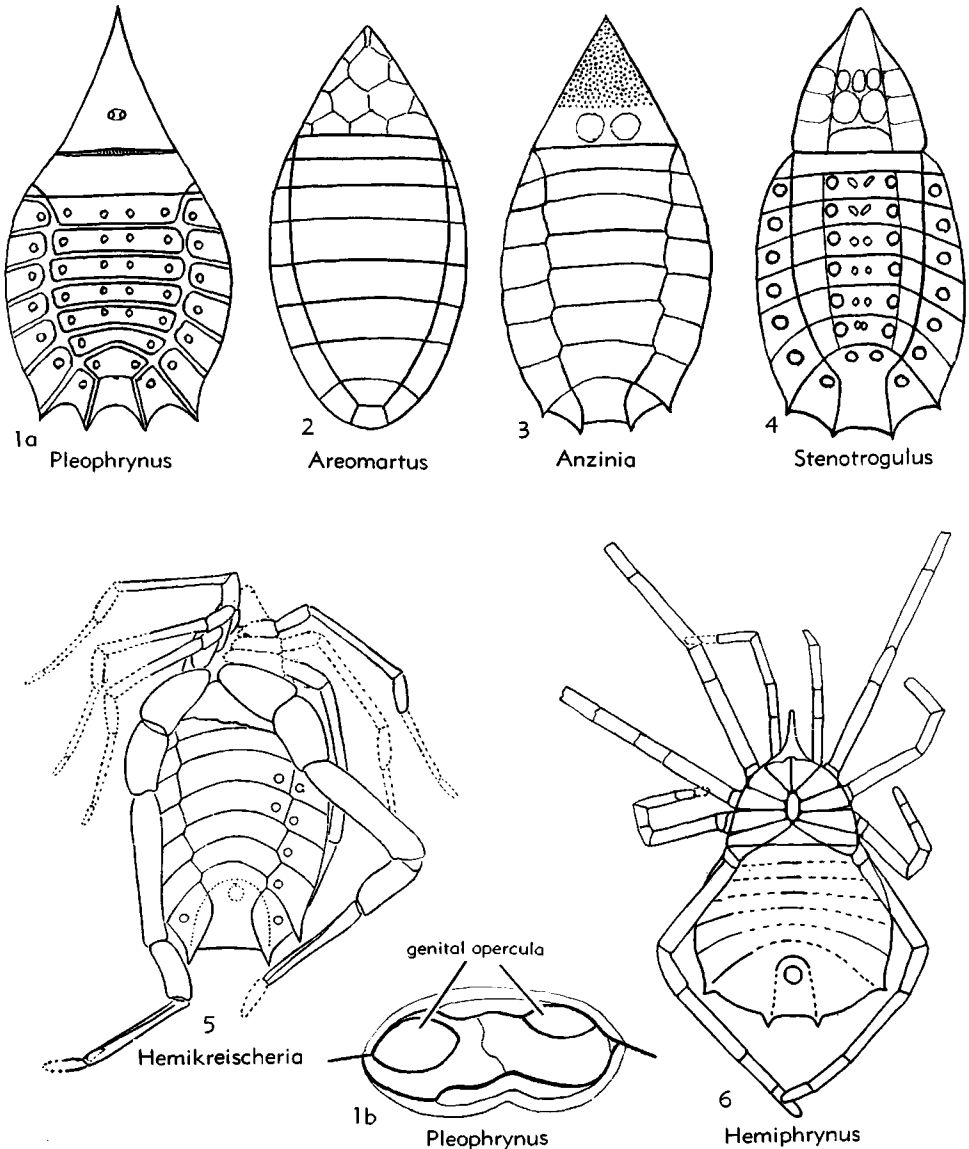 1a
Pleophrynus
2
Areomartus
3
Anzinia
4
Stenotrogulus
5
Hemikreischeria
genital opercula
1b
Pleophrynus
6
Hemiphrynus